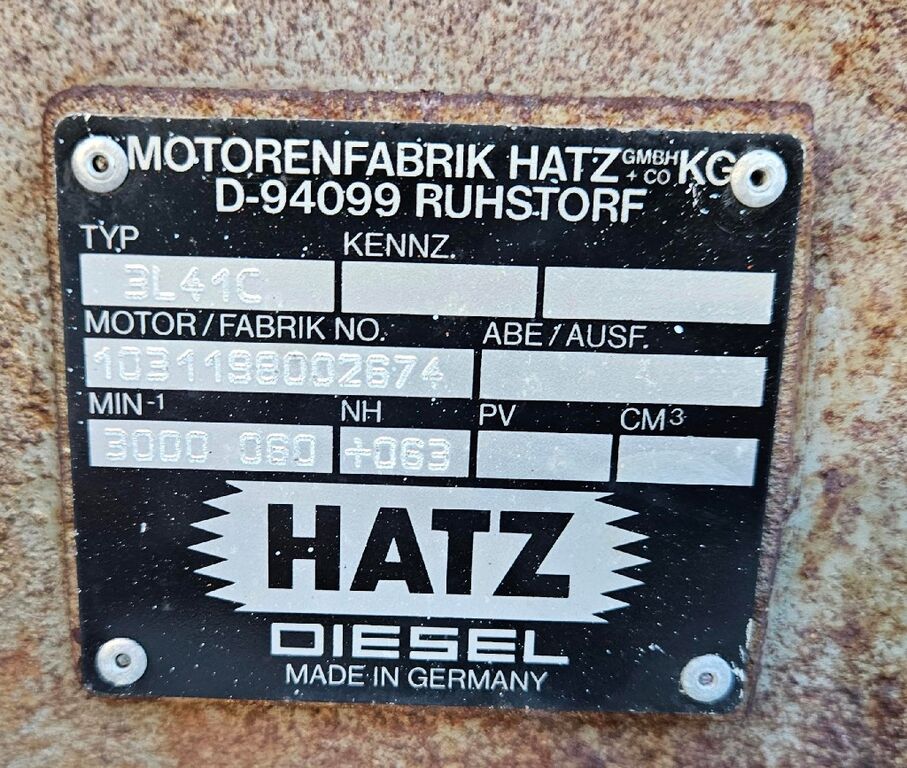 MOTORENFABRIK HATZ GMBH + CO KG
D-94099 RUHSTORF
TYP KENNZ.
3L41C
MOTOR/FABRIK NO. ABE/AUSF.
10311198002674
MIN-1 NH PV CM3
3000 060 +063
HATZ
DIESEL
MADE IN GERMANY